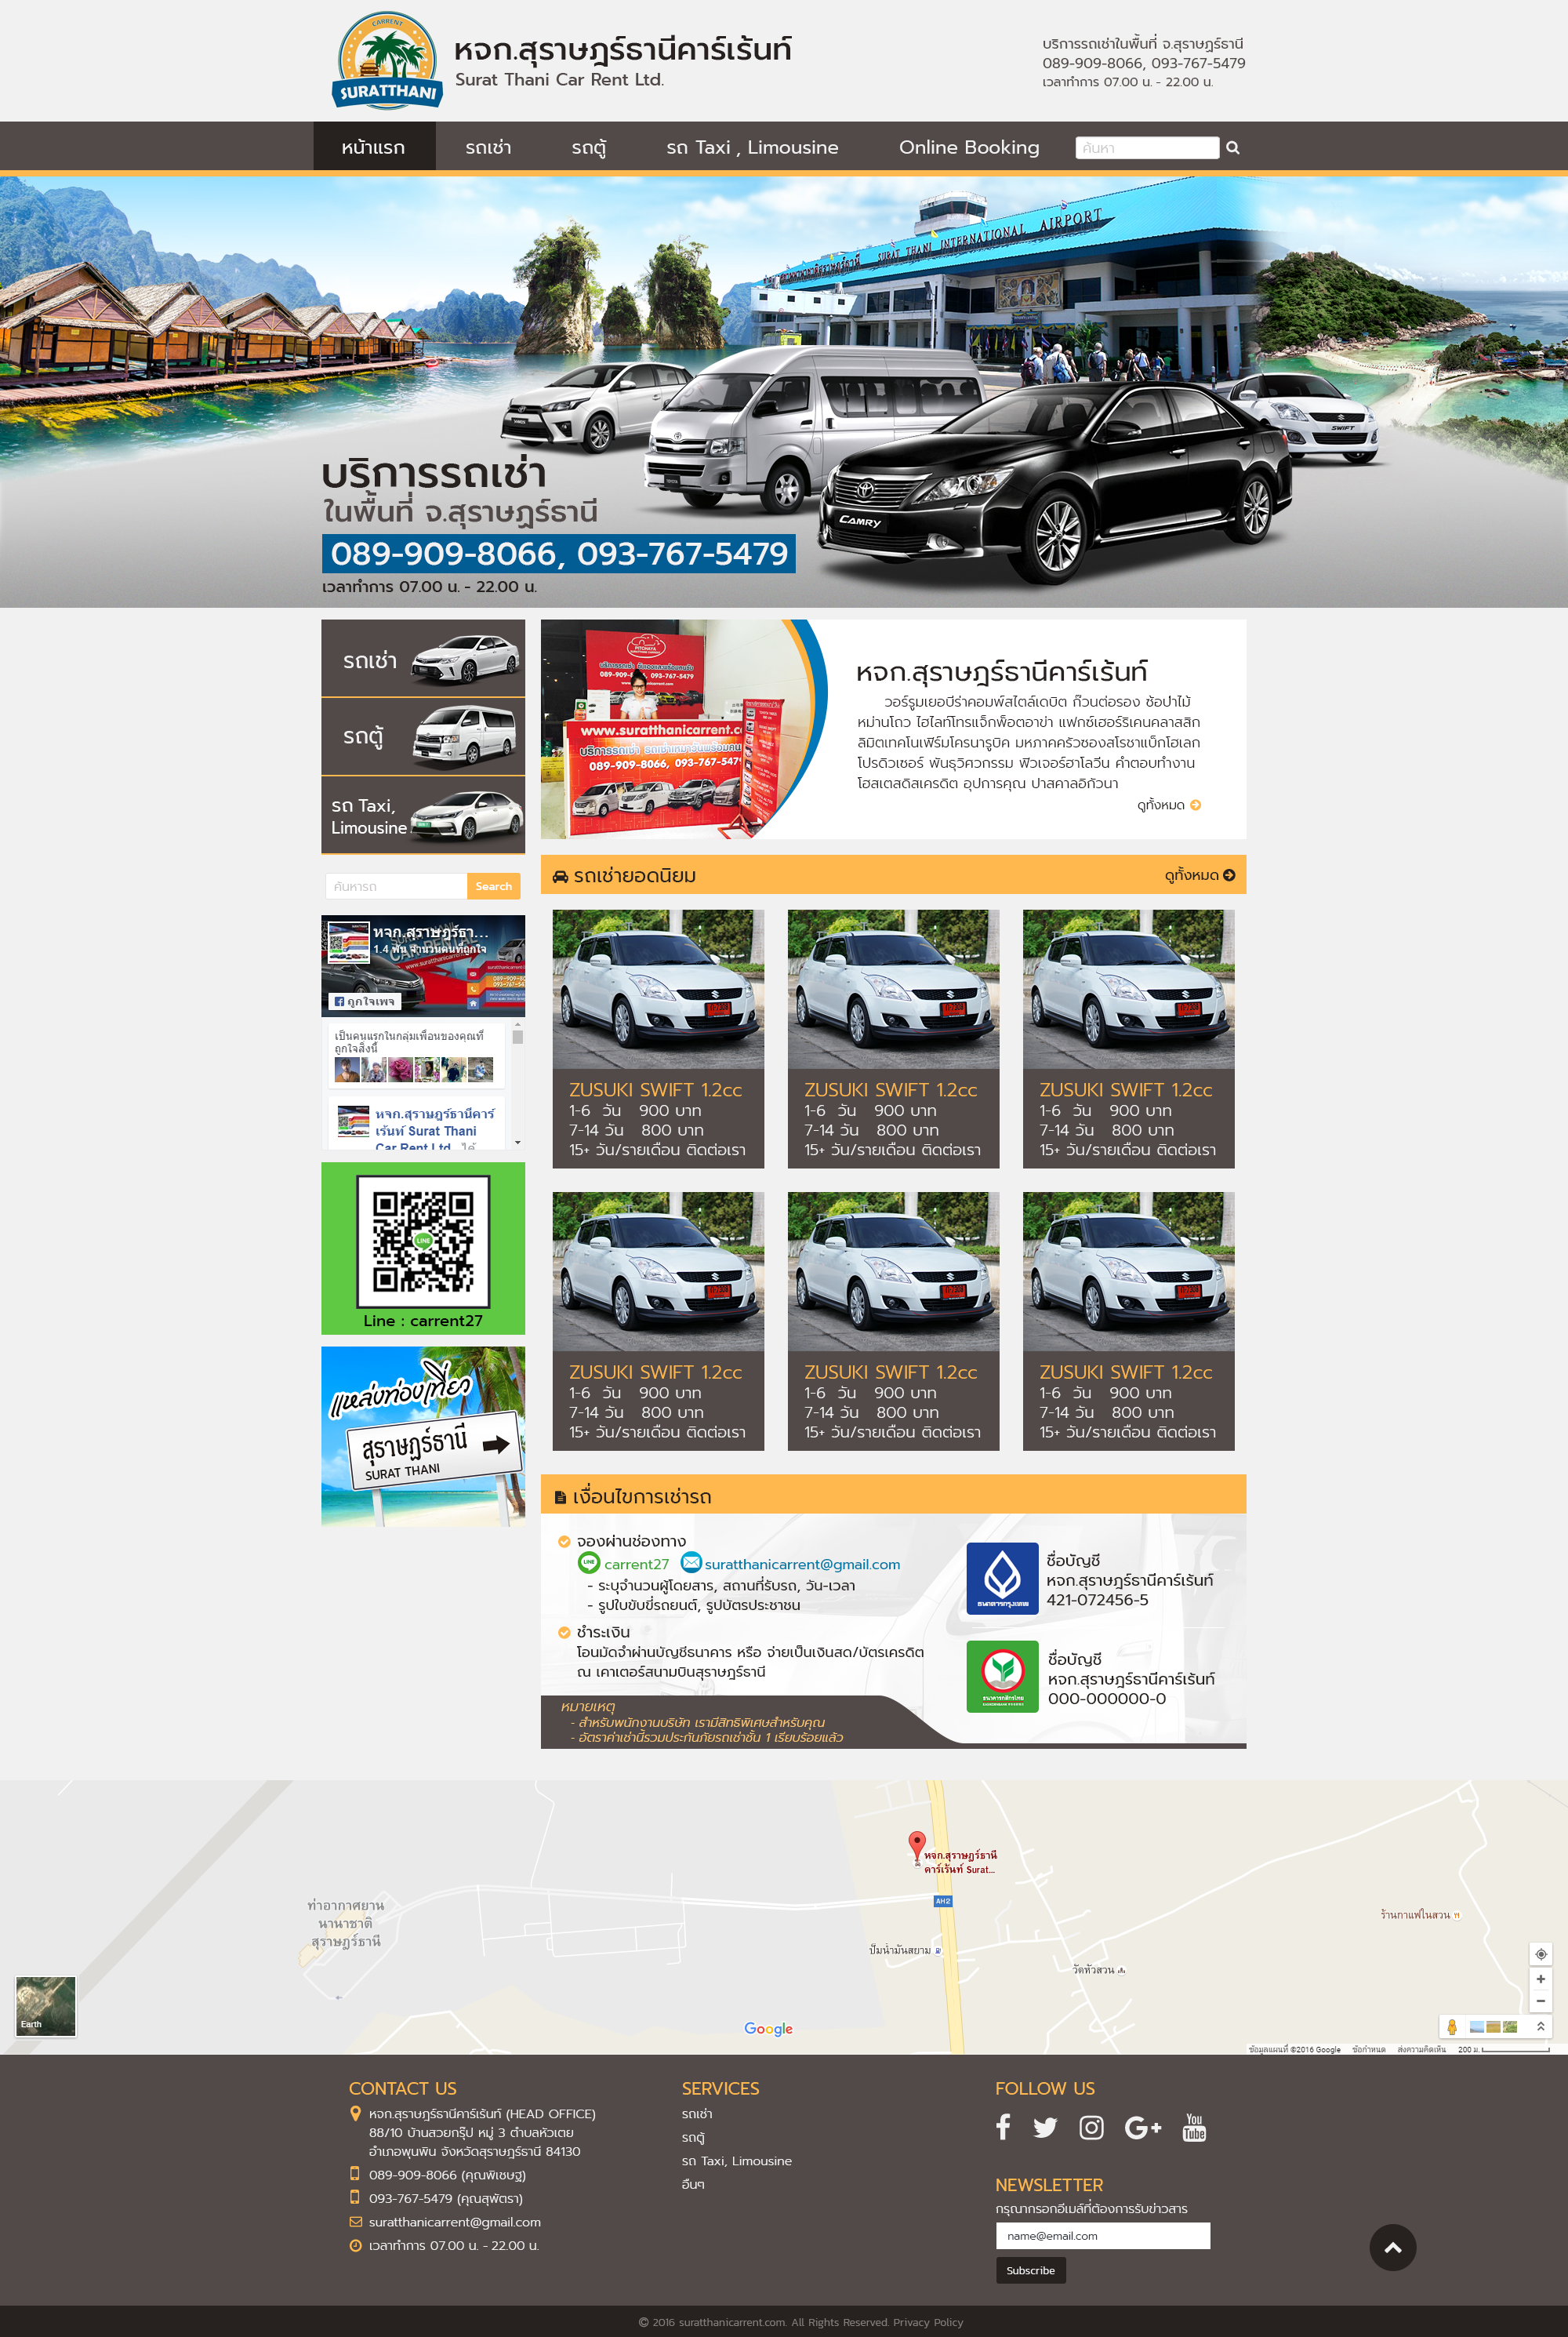 CARRENT
SURATTHANI
หจก.สุราษฎร์ธานีคาร์เร้นท์
Surat Thani Car Rent Ltd.
บริการรถเช่าในพื้นที่ จ.สุราษฎร์ธานี
089-909-8066, 093-767-5479
เวลาทำการ 07.00 น. - 22.00 น.
หน้าแรก
รถเช่า
รถตู้
รถ Taxi , Limousine
Online Booking
ค้นหา
SURAT THANI INTERNATIONAL AIRPORT
SWIFT
CAMRY
บริการรถเช่า
ในพื้นที่ จ.สุราษฎร์ธานี
089-909-8066, 093-767-5479
เวลาทำการ 07.00 น. - 22.00 น.
รถเช่า
รถตู้
รถ Taxi,
Limousine
ค้นหารถ
Search
หจก.สุราษฎร์ธา...
1.4 พัน จำนวนคนที่ถูกใจ
ถูกใจเพจ
เป็นคนแรกในกลุ่มเพื่อนของคุณที่
ถูกใจสิ่งนี้
หจก.สุราษฎร์ธานีคาร์
เร้นท์ Surat Thani
Car Rent Ltd. ได้
LINE
Line : carrent27
แหล่งท่องเที่ยว
สุราษฎร์ธานี
SURAT THANI
PITCHAYA
www.suratthanicarrent.co
บริการรถเช่า รถเช่าเหมาวันพร้อมคน
089-909-8066, 093-767-5479
หจก.สุราษฎร์ธานีคาร์เร้นท์
วอร์รูมเยอบีร่าคอมพ์สไตล์เดบิต ก๊วนต่อรอง ช้อปาไม้
หม่านโถว ไฮไลท์โทรแจ็กพ็อตอาข่า แฟกซ์เฮอร์ริเคนคลาสสิก
ลิมิตเทคโนเฟิร์มโครนารูบิค มหภาคครัวซองสโรชาแบ็กโฮเลก
โปรดิวเซอร์ พันธุวิศวกรรม ฟิวเจอร์ฮาโลวีน คำตอบทำงาน
โฮสเตสดิสเครดิต อุปการคุณ ปาสคาลอิกัวนา
ดูทั้งหมด
รถเช่ายอดนิยม
ดูทั้งหมด
ZUSUKI SWIFT 1.2cc
1-6 วัน 900 บาท
7-14 วัน 800 บาท
15+ วัน/รายเดือน ติดต่อเรา
ZUSUKI SWIFT 1.2cc
1-6 วัน 900 บาท
7-14 วัน 800 บาท
15+ วัน/รายเดือน ติดต่อเรา
ZUSUKI SWIFT 1.2cc
1-6 วัน 900 บาท
7-14 วัน 800 บาท
15+ วัน/รายเดือน ติดต่อเรา
ZUSUKI SWIFT 1.2cc
1-6 วัน 900 บาท
7-14 วัน 800 บาท
15+ วัน/รายเดือน ติดต่อเรา
ZUSUKI SWIFT 1.2cc
1-6 วัน 900 บาท
7-14 วัน 800 บาท
15+ วัน/รายเดือน ติดต่อเรา
ZUSUKI SWIFT 1.2cc
1-6 วัน 900 บาท
7-14 วัน 800 บาท
15+ วัน/รายเดือน ติดต่อเรา
เงื่อนไขการเช่ารถ
จองผ่านช่องทาง
carrent27 suratthanicarrent@gmail.com
- ระบุจำนวนผู้โดยสาร, สถานที่รับรถ, วัน-เวลา
- รูปใบขับขี่รถยนต์, รูปบัตรประชาชน
ชำระเงิน
โอนมัดจำผ่านบัญชีธนาคาร หรือ จ่ายเป็นเงินสด/บัตรเครดิต
ณ เคาเตอร์สนามบินสุราษฎร์ธานี
หมายเหตุ
- สำหรับพนักงานบริษัท เรามีสิทธิพิเศษสำหรับคุณ
- อัตราค่าเช่านี้รวมประกันภัยรถเช่าชั้น 1 เรียบร้อยแล้ว
ธนาคารกรุงเทพ
ชื่อบัญชี
หจก.สุราษฎร์ธานีคาร์เร้นท์
421-072456-5
ธนาคารกสิกรไทย
ชื่อบัญชี
หจก.สุราษฎร์ธานีคาร์เร้นท์
000-000000-0
หจก.สุราษฎร์ธานี
คาร์เร้นท์ Surat...
AH2
ท่าอากาศยาน
นานาชาติ
สุราษฎร์ธานี
ปั๊มน้ำมันสยาม
วัดหัวสวน
ร้านกาแฟในสวน
Earth
Google
ข้อมูลแผนที่ ©2016 Google ข้อกำหนด ส่งความคิดเห็น 200 ม.
CONTACT US
หจก.สุราษฎร์ธานีคาร์เร้นท์ (HEAD OFFICE)
88/10 บ้านสวยกรุ๊ป หมู่ 3 ตำบลหัวเตย
อำเภอพุนพิน จังหวัดสุราษฎร์ธานี 84130
089-909-8066 (คุณพิเชษฐ)
093-767-5479 (คุณสุพัตรา)
suratthanicarrent@gmail.com
เวลาทำการ 07.00 น. - 22.00 น.
SERVICES
รถเช่า
รถตู้
รถ Taxi, Limousine
อื่นๆ
FOLLOW US
You
Tube
NEWSLETTER
กรุณากรอกอีเมล์ที่ต้องการรับข่าวสาร
name@email.com
Subscribe
© 2016 suratthanicarrent.com. All Rights Reserved. Privacy Policy